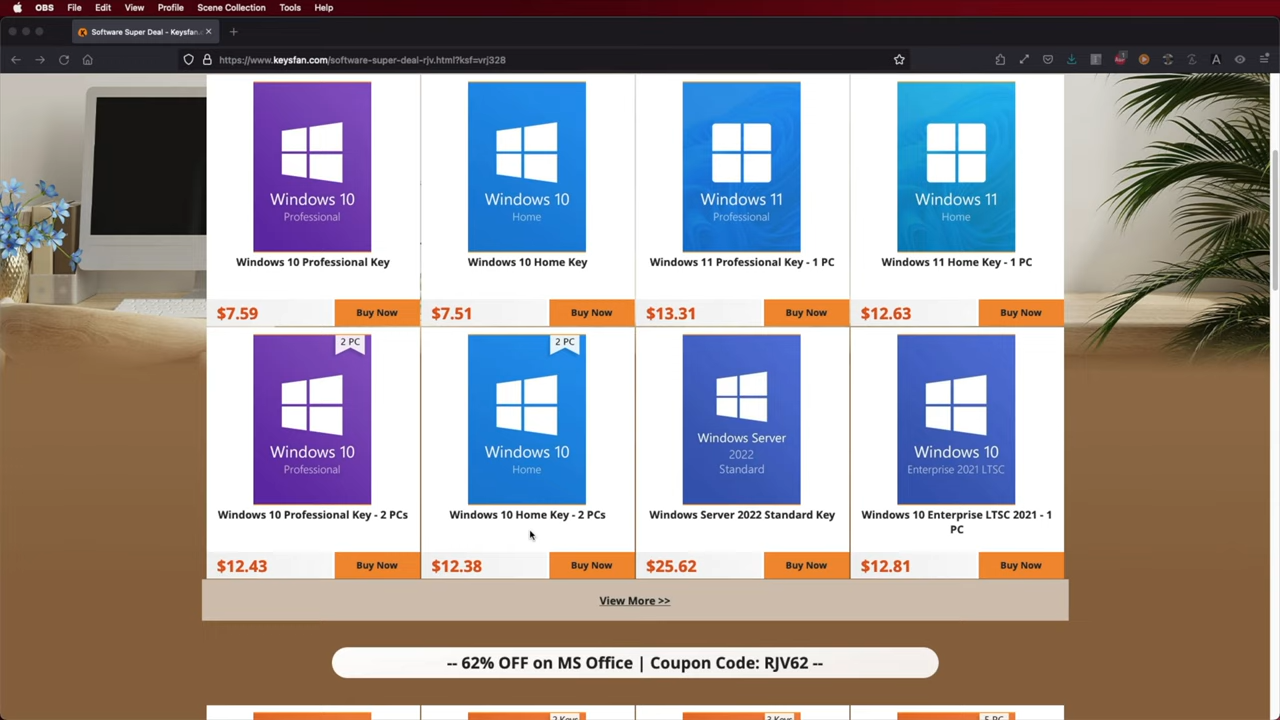 OBS File Edit View Profile Scene Collection Tools Help
Software Super Deal - Keysfan.
https://www.keysfan.com/software-super-deal-rjv.html?ksf=vrj328
Windows 10
Professional
Windows 10
Home
Windows 11
Professional
Windows 11
Home
Windows 10 Professional Key
Windows 10 Home Key
Windows 11 Professional Key - 1 PC
Windows 11 Home Key - 1 PC
$7.59 Buy Now
$7.51 Buy Now
$13.31 Buy Now
$12.63 Buy Now
2 PC
Windows 10
Professional
2 PC
Windows 10
Home
Windows Server
2022
Standard
Windows 10
Enterprise 2021 LTSC
Windows 10 Professional Key - 2 PCs
Windows 10 Home Key - 2 PCs
Windows Server 2022 Standard Key
Windows 10 Enterprise LTSC 2021 - 1
PC
$12.43 Buy Now
$12.38 Buy Now
$25.62 Buy Now
$12.81 Buy Now
View More >>
-- 62% OFF on MS Office | Coupon Code: RJV62 --
2 Keys
3 Keys
5 PC